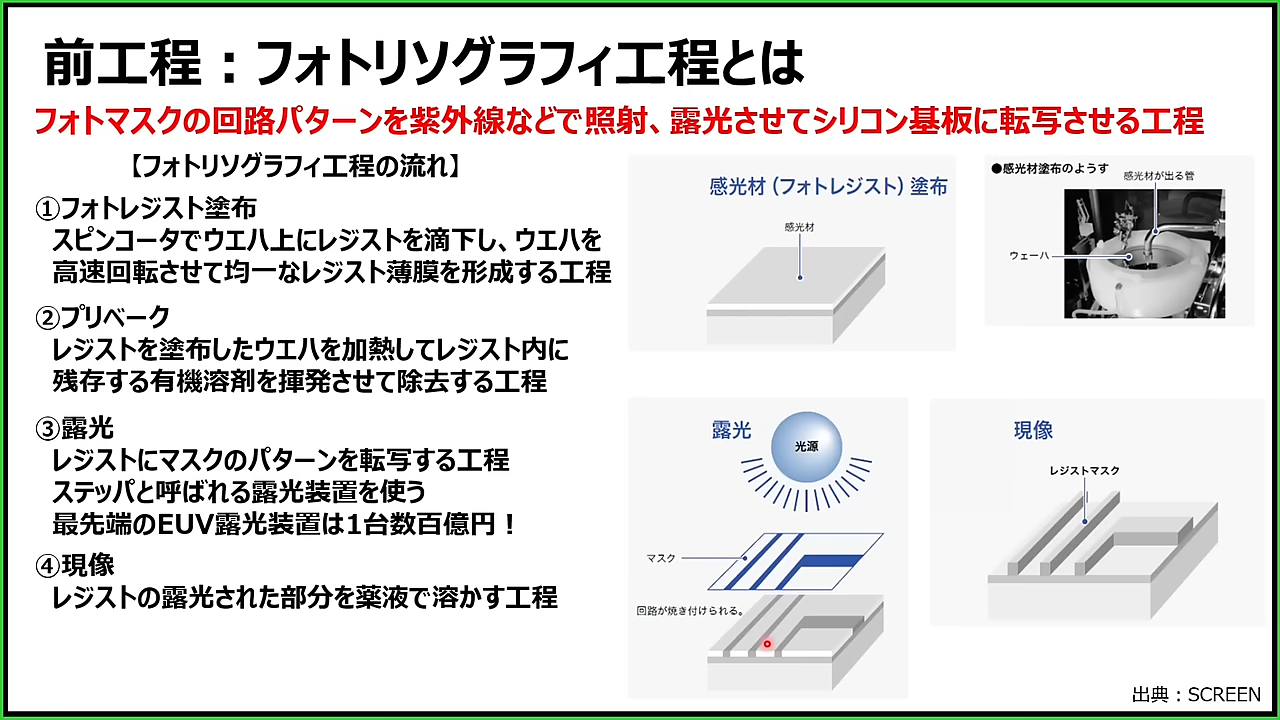 前工程：フォトリソグラフィ工程とは
フォトマスクの回路パターンを紫外線などで照射、露光させてシリコン基板に転写させる工程
【フォトリソグラフィ工程の流れ】
①フォトレジスト塗布
スピンコータでウエハ上にレジストを滴下し、ウエハを
高速回転させて均一なレジスト薄膜を形成する工程
②プリベーク
レジストを塗布したウエハを加熱してレジスト内に
残存する有機溶剤を揮発させて除去する工程
③露光
レジストにマスクのパターンを転写する工程
ステッパと呼ばれる露光装置を使う
最先端のEUV露光装置は1台数百億円！
④現像
レジストの露光された部分を薬液で溶かす工程
感光材（フォトレジスト）塗布
感光材
●感光材塗布のようす
感光材が出る管
ウェーハ
露光
光源
マスク
回路が焼き付けられる。
現像
レジストマスク
出典：SCREEN